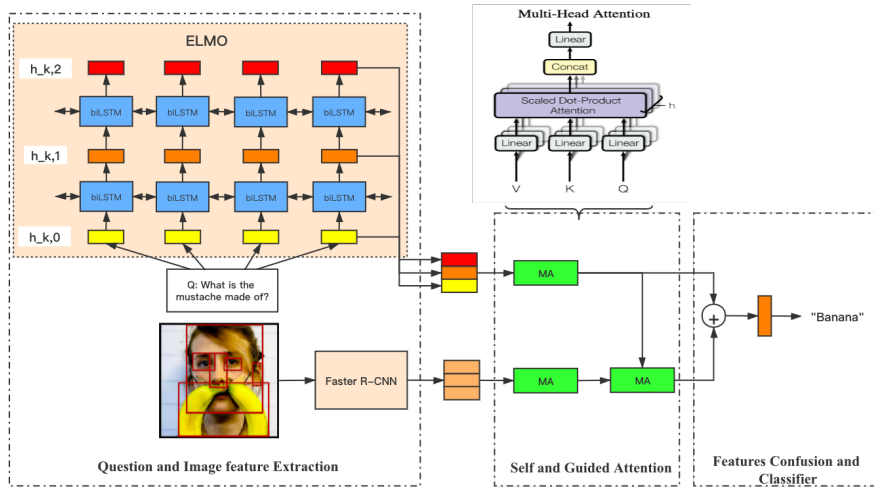 ELMO
h_k,2
biLSTM biLSTM biLSTM biLSTM
h_k,1
biLSTM biLSTM biLSTM biLSTM
h_k,0
Q: What is the
mustache made of?
Faster R-CNN
Question and Image feature Extraction
Multi-Head Attention
Linear
Concat
Scaled Dot-Product
Attention
h
Linear Linear Linear
V K Q
MA
MA MA
Self and Guided Attention
+
"Banana"
Features Confusion and
Classifier